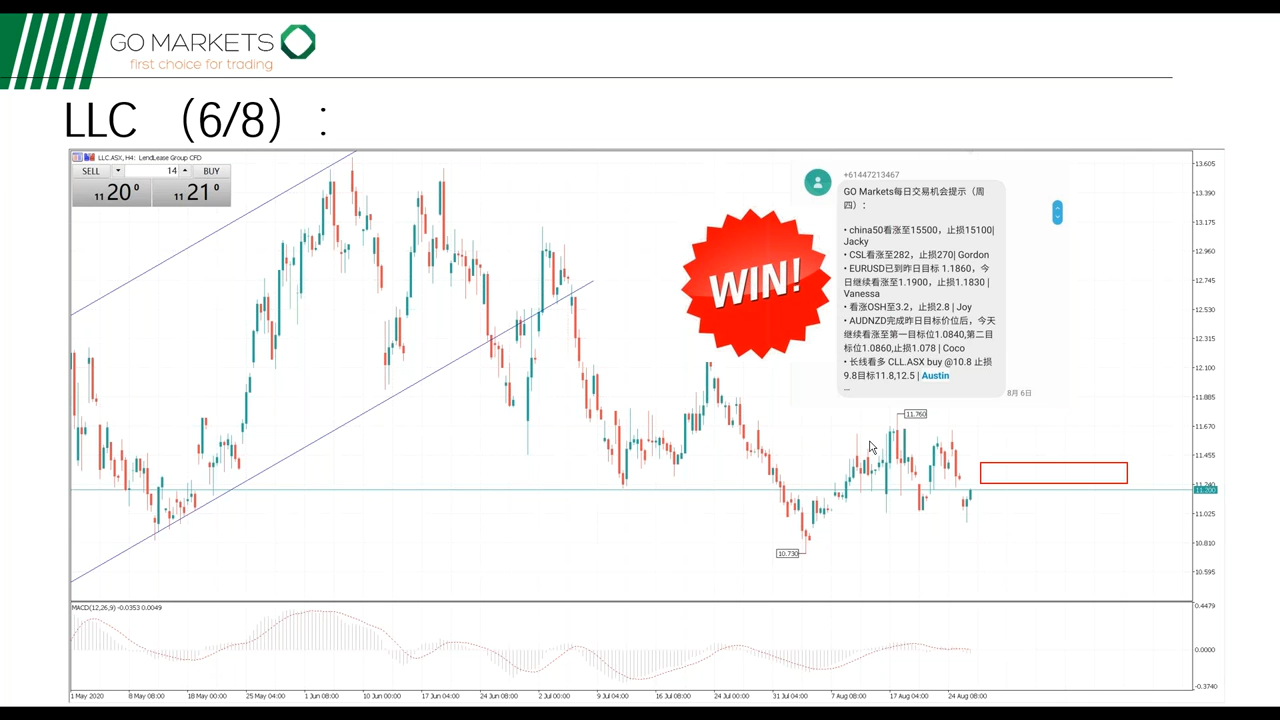 GO MARKETS
first choice for trading
LLC （6/8）：
LLC.ASX, H4: LendLease Group CFD
SELL 14 BUY
11 20 0 11 21 0
+61447213467
GO Markets每日交易机会提示（周
四）：
• china50看涨至15500，止损15100|
Jacky
• CSL看涨至282，止损270| Gordon
• EURUSD已到昨日目标 1.1860，今
日继续看涨至1.1900，止损1.1830 |
Vanessa
• 看涨OSH至3.2，止损2.8 | Joy
• AUDNZD完成昨日目标价位后，今天
继续看涨至第一目标位1.0840,第二目
标位1.0860,止损1.078 | Coco
• 长线看多 CLL.ASX buy @10.8 止损
9.8目标11.8,12.5 | Austin
...
8月 6日
WIN!
11.760
10.730
13.605
13.390
13.175
12.960
12.745
12.530
12.315
12.100
11.885
11.670
11.455
11.240
11.200
11.025
10.810
10.595
MACD(12,26,9) -0.0353 0.0049
0.4479
0.0000
-0.3740
1 May 2020
8 May 08:00
18 May 00:00
25 May 04:00
1 Jun 08:00
10 Jun 00:00
17 Jun 04:00
24 Jun 08:00
2 Jul 00:00
9 Jul 04:00
16 Jul 08:00
24 Jul 00:00
31 Jul 04:00
7 Aug 08:00
17 Aug 04:00
24 Aug 08:00